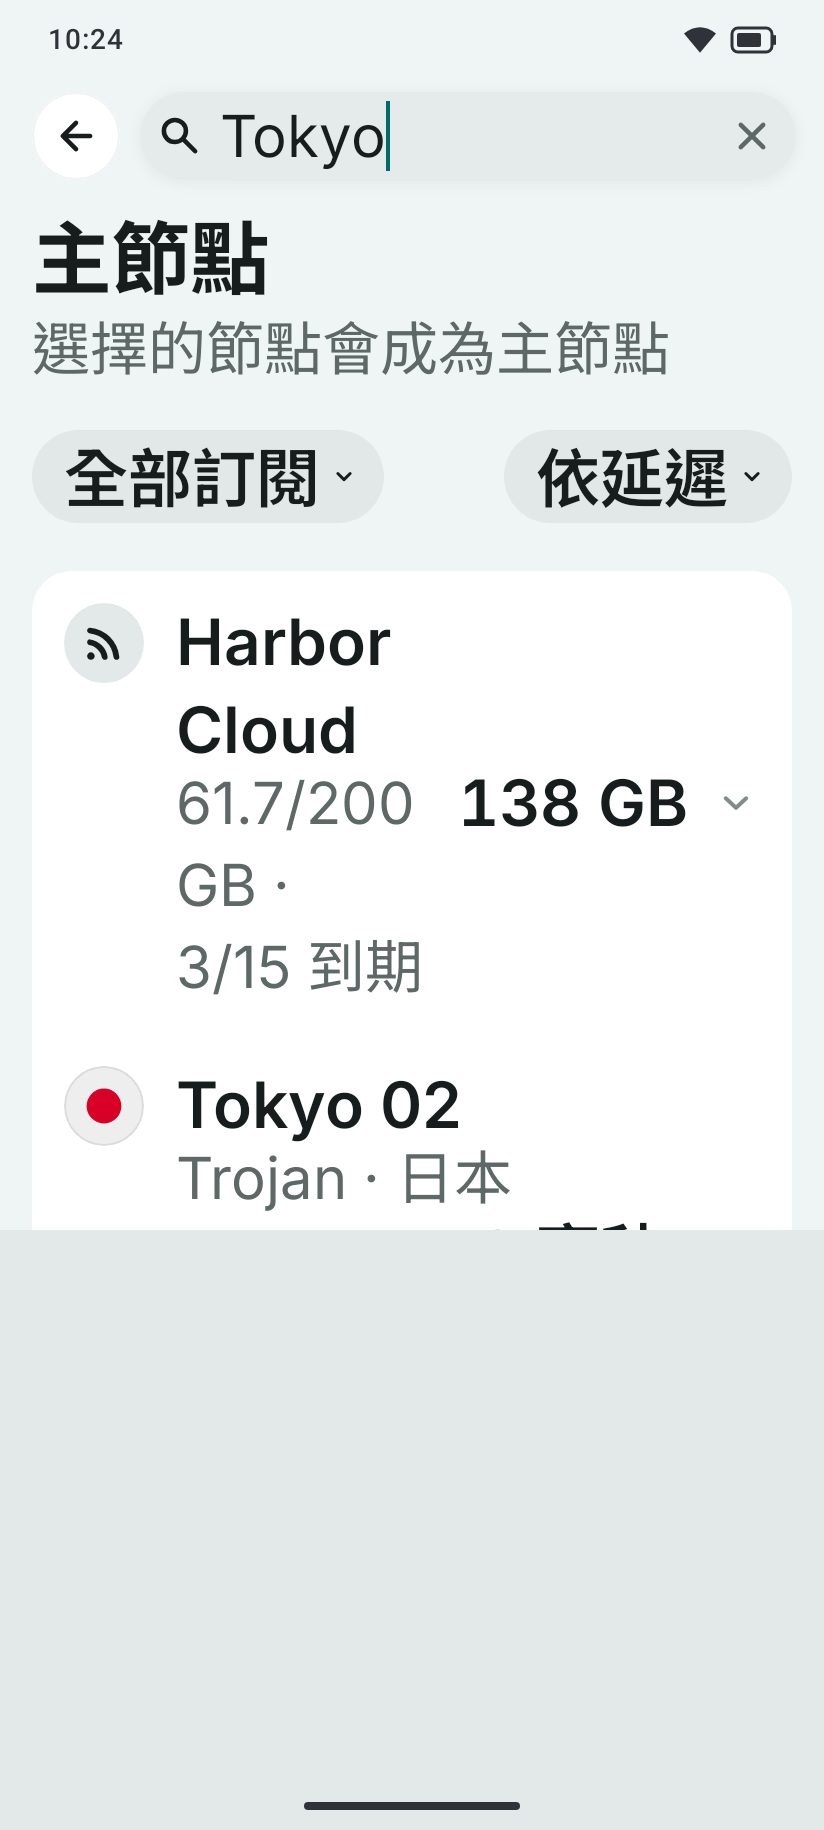 10:24
Tokyo
主節點
選擇的節點會成為主節點
全部訂閱
依延遲
Harbor
Cloud
61.7/200
GB ·
3/15 到期
138 GB
Tokyo 02
Trojan · 日本